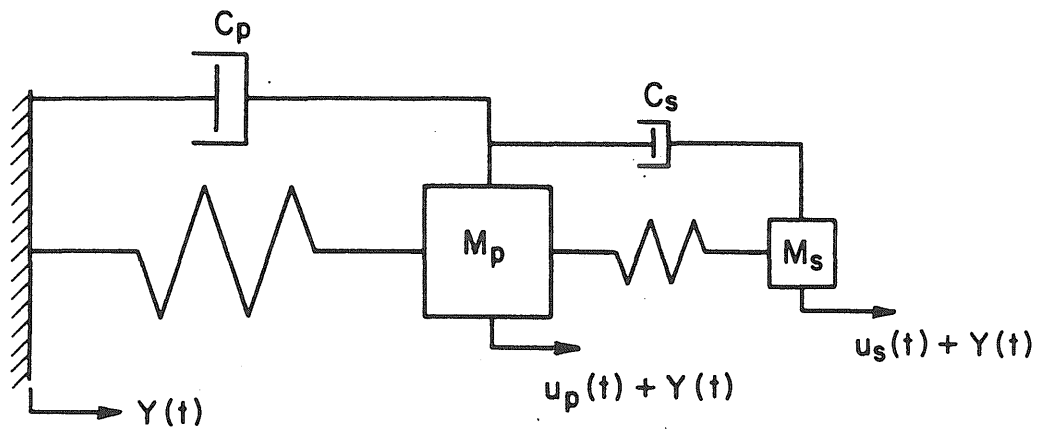 Cp
Cs
Mp
Ms
us(t) + Y(t)
up(t) + Y(t)
Y(t)